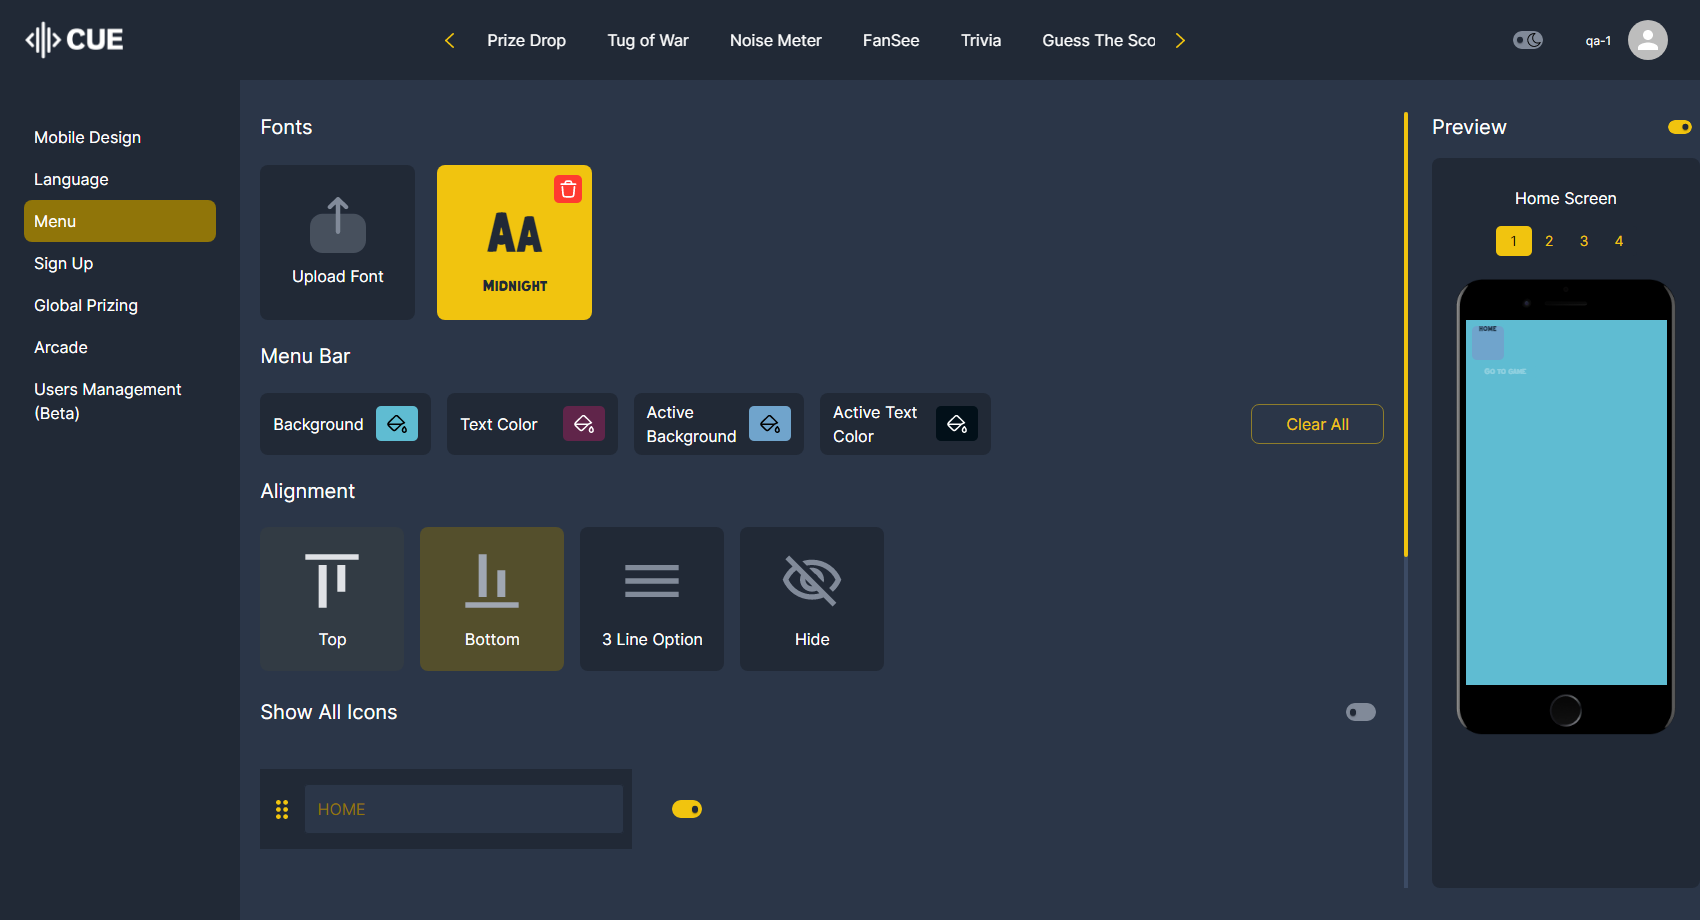 CUE
Prize Drop
Tug of War
Noise Meter
FanSee
Trivia
Guess The Sco
qa-1
Mobile Design
Language
Menu
Sign Up
Global Prizing
Arcade
Users Management
(Beta)
Fonts
Upload Font
AA
MIDNIGHT
Menu Bar
Background
Text Color
Active
Background
Active Text
Color
Clear All
Alignment
Top
Bottom
3 Line Option
Hide
Show All Icons
HOME
Preview
Home Screen
1 2 3 4
HOME
GO TO GAME